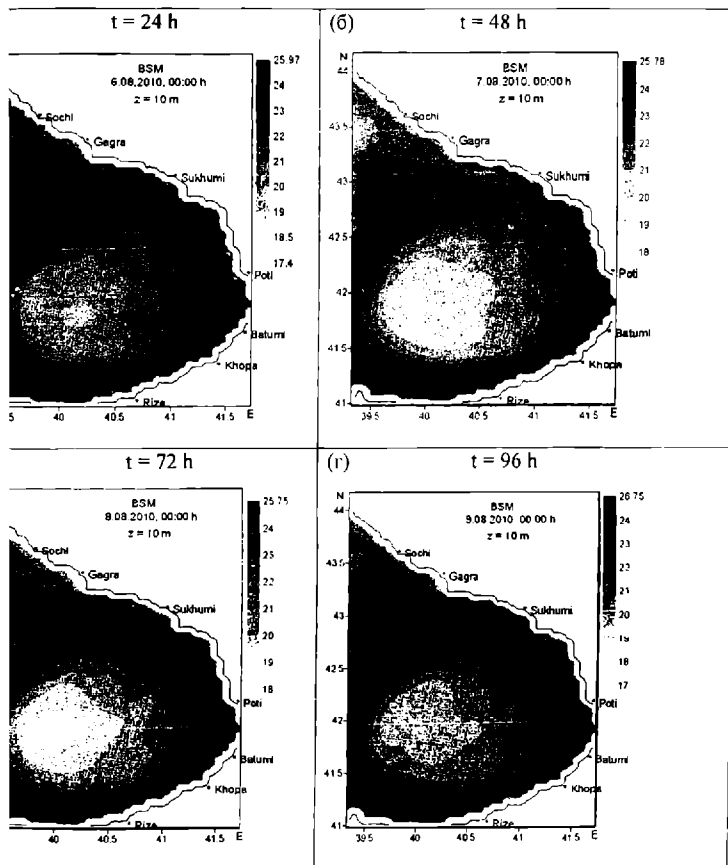 t = 24 h
(б) t = 48 h
BSM
6.08.2010, 00:00 h
z = 10 m
Sochi
Gagra
Sukhumi
Poti
Batumi
Khopa
Rize
25.97
24
23
22
21
20
19
18.5
17.4
40 40.5 41 41.5 E
N
44
43.5
43
42.5
42
41.5
41
BSM
7.08.2010, 00:00 h
z = 10 m
Sochi
Gagra
Sukhumi
Poti
Batumi
Khopa
Rize
25.78
24
23
22
21
20
19
18
39.5 40 40.5 41 41.5 E
t = 72 h
(г) t = 96 h
BSM
8.08.2010, 00:00 h
z = 10 m
Sochi
Gagra
Sukhumi
Poti
Batumi
Khopa
Rize
25.75
24
23
22
21
20
19
18
40 40.5 41 41.5 E
N
44
43.5
43
42.5
42
41.5
41
BSM
9.08.2010, 00:00 h
z = 10 m
Sochi
Gagra
Sukhumi
Poti
Batumi
Khopa
Rize
26.75
24
23
22
21
20
19
18
17
39.5 40 40.5 41 41.5 E